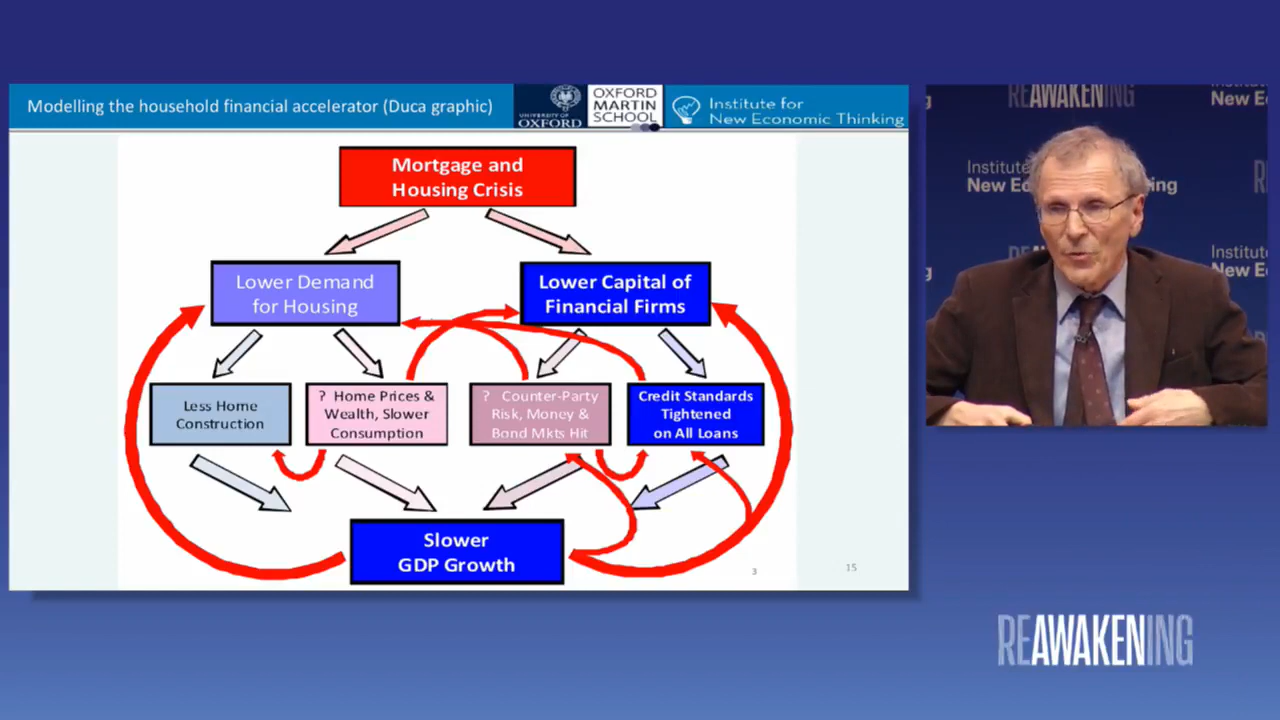 Modelling the household financial accelerator (Duca graphic)
UNIVERSITY OF
OXFORD
OXFORD
MARTIN
SCHOOL
Institute for
New Economic Thinking
Mortgage and
Housing Crisis
Lower Demand
for Housing
Lower Capital of
Financial Firms
Less Home
Construction
? Home Prices &
Wealth, Slower
Consumption
? Counter-Party
Risk, Money &
Bond Mkts Hit
Credit Standards
Tightened
on All Loans
Slower
GDP Growth
3
15
REAWAKENING
Institute
New
Institute
New E
REAWAKENING